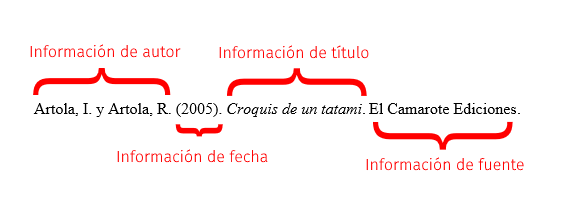 Información de autor
Información de título
Artola, I. y Artola, R. (2005). Croquis de un tatami. El Camarote Ediciones.
Información de fecha
Información de fuente